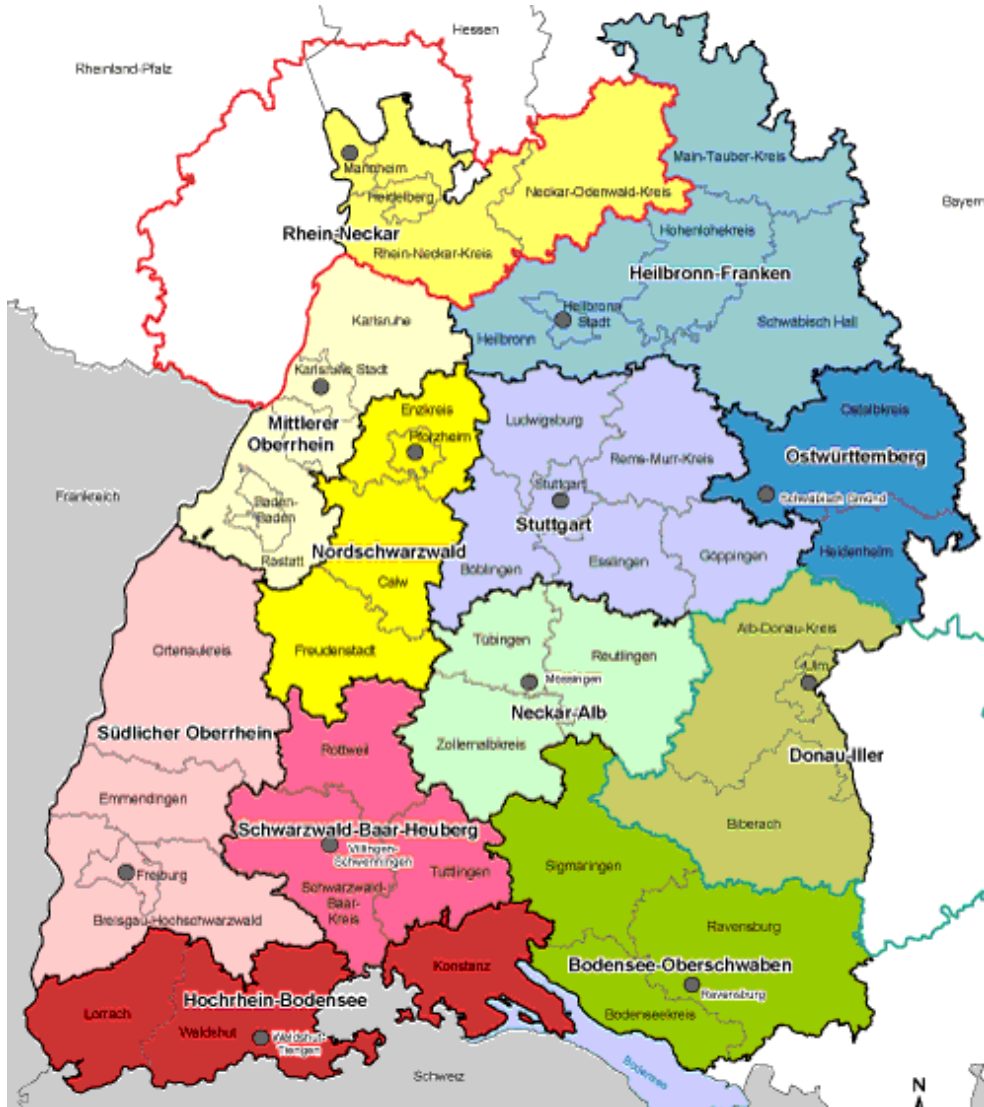 Hessen
Rheinland-Pfalz
Mannheim
Main-Tauber-Kreis
Heidelberg
Neckar-Odenwald-Kreis
Bayern
Rhein-Neckar
Hohenlohekreis
Rhein-Neckar-Kreis
Heilbronn-Franken
Heilbronn
Stadt
Karlsruhe
Heilbronn
Schwäbisch Hall
Karlsruhe Stadt
Enzkreis
Ostalbkreis
Mittlerer
Oberrhein
Ludwigsburg
Pforzheim
Rems-Murr-Kreis
Ostwürttemberg
Frankreich
Stuttgart
Schwäbisch Gmünd
Baden-
Baden
Stuttgart
Nordschwarzwald
Rastatt
Böblingen
Esslingen
Göppingen
Heidenheim
Calw
Alb-Donau-Kreis
Ortenaukreis
Freudenstadt
Tübingen
Reutlingen
Ulm
Mössingen
Neckar-Alb
Südlicher Oberrhein
Rottweil
Zollernalbkreis
Donau-Iller
Emmendingen
Biberach
Schwarzwald-Baar-Heuberg
Villingen-
Schwenningen
Sigmaringen
Freiburg
Tuttlingen
Schwarzwald-
Baar-
Kreis
Breisgau-Hochschwarzwald
Ravensburg
Konstanz
Bodensee-Oberschwaben
Hochrhein-Bodensee
Ravensburg
Lörrach
Waldshut
Bodenseekreis
Waldshut-
Tiengen
Bodensee
Schweiz
N